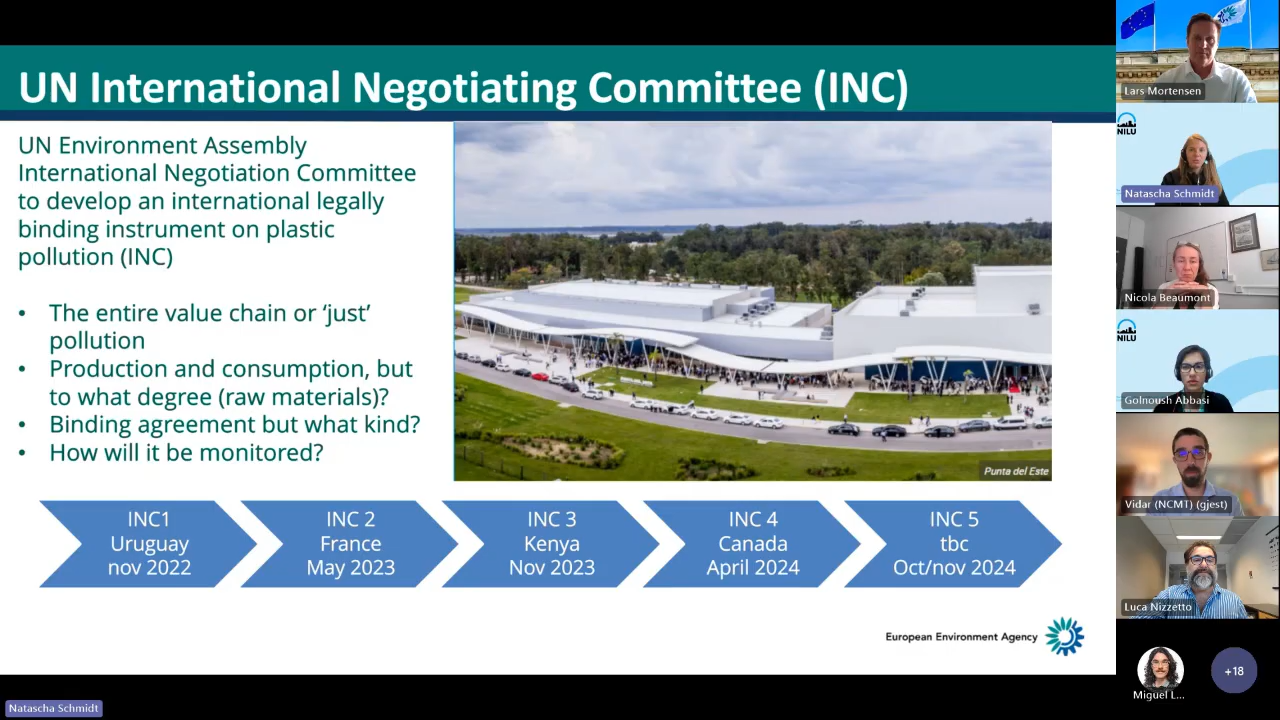 UN International Negotiating Committee (INC)
UN Environment Assembly
International Negotiation Committee
to develop an international legally
binding instrument on plastic
pollution (INC)
• The entire value chain or ‘just’
pollution
• Production and consumption, but
to what degree (raw materials)?
• Binding agreement but what kind?
• How will it be monitored?
Punta del Este
INC1
Uruguay
nov 2022
INC 2
France
May 2023
INC 3
Kenya
Nov 2023
INC 4
Canada
April 2024
INC 5
tbc
Oct/nov 2024
European Environment Agency
Natascha Schmidt
Lars Mortensen
NILU
Natascha Schmidt
Nicola Beaumont
NILU
Golnoush Abbasi
Vidar (NCMT) (gjest)
Luca Nizzetto
Miguel L...
+18